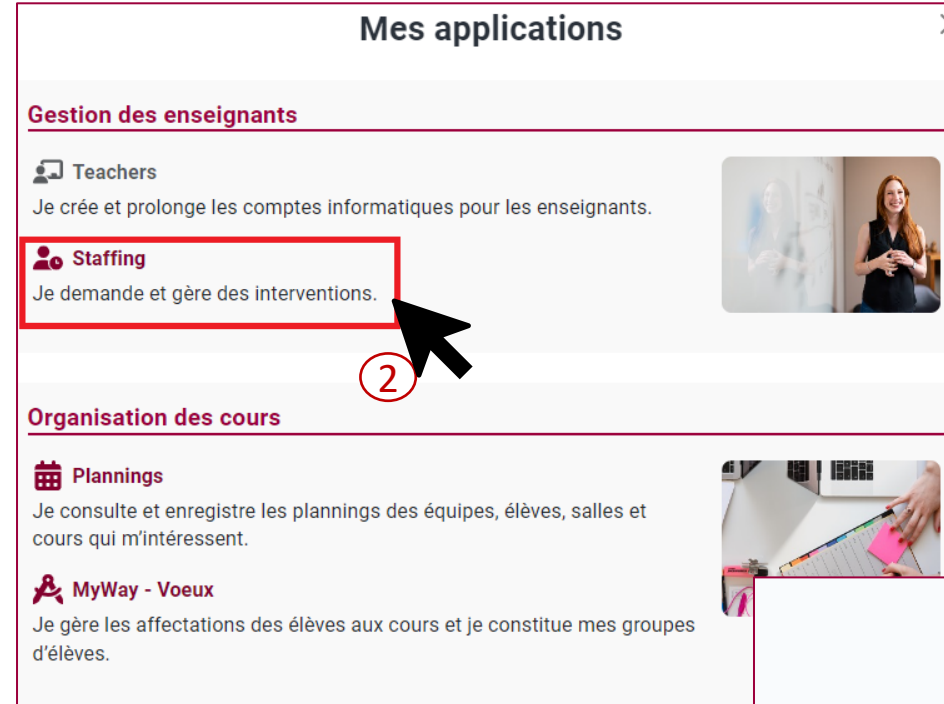 Mes applications
Gestion des enseignants
Teachers
Je crée et prolonge les comptes informatiques pour les enseignants.
Staffing
Je demande et gère des interventions.
2
Organisation des cours
Plannings
Je consulte et enregistre les plannings des équipes, élèves, salles et
cours qui m’intéressent.
MyWay - Voeux
Je gère les affectations des élèves aux cours et je constitue mes groupes
d’élèves.